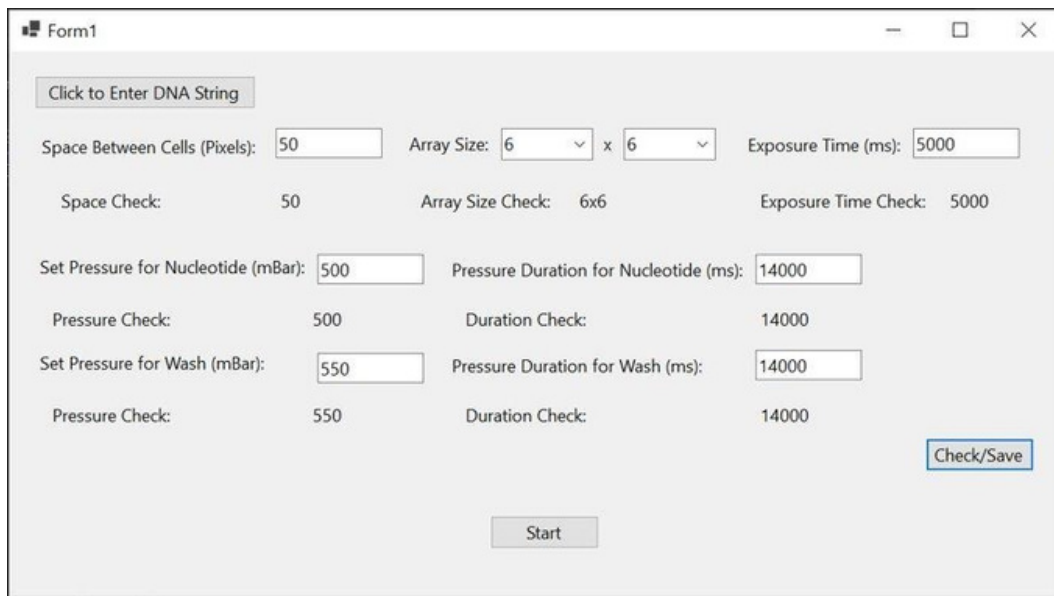 Form1
Click to Enter DNA String
Space Between Cells (Pixels): 50 Array Size: 6 x 6 Exposure Time (ms): 5000
Space Check: 50 Array Size Check: 6x6 Exposure Time Check: 5000
Set Pressure for Nucleotide (mBar): 500 Pressure Duration for Nucleotide (ms): 14000
Pressure Check: 500 Duration Check: 14000
Set Pressure for Wash (mBar): 550 Pressure Duration for Wash (ms): 14000
Pressure Check: 550 Duration Check: 14000
Check/Save
Start